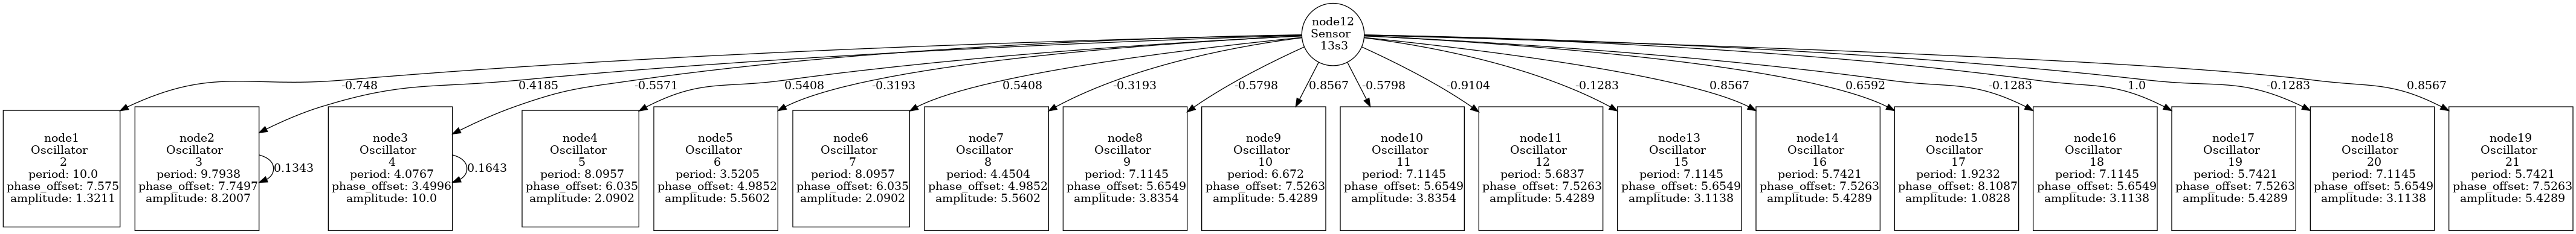 node12
Sensor
13s3
-0.748
0.4185
-0.5571
0.5408
-0.3193
0.5408
-0.3193
-0.5798
0.8567
-0.5798
-0.9104
-0.1283
0.8567
0.6592
-0.1283
1.0
-0.1283
0.8567
node1
Oscillator
2
period: 10.0
phase_offset: 7.575
amplitude: 1.3211
node2
Oscillator
3
period: 9.7938
phase_offset: 7.7497
amplitude: 8.2007
0.1343
node3
Oscillator
4
period: 4.0767
phase_offset: 3.4996
amplitude: 10.0
0.1643
node4
Oscillator
5
period: 8.0957
phase_offset: 6.035
amplitude: 2.0902
node5
Oscillator
6
period: 3.5205
phase_offset: 4.9852
amplitude: 5.5602
node6
Oscillator
7
period: 8.0957
phase_offset: 6.035
amplitude: 2.0902
node7
Oscillator
8
period: 4.4504
phase_offset: 4.9852
amplitude: 5.5602
node8
Oscillator
9
period: 7.1145
phase_offset: 5.6549
amplitude: 3.8354
node9
Oscillator
10
period: 6.672
phase_offset: 7.5263
amplitude: 5.4289
node10
Oscillator
11
period: 7.1145
phase_offset: 5.6549
amplitude: 3.8354
node11
Oscillator
12
period: 5.6837
phase_offset: 7.5263
amplitude: 5.4289
node13
Oscillator
15
period: 7.1145
phase_offset: 5.6549
amplitude: 3.1138
node14
Oscillator
16
period: 5.7421
phase_offset: 7.5263
amplitude: 5.4289
node15
Oscillator
17
period: 1.9232
phase_offset: 8.1087
amplitude: 1.0828
node16
Oscillator
18
period: 7.1145
phase_offset: 5.6549
amplitude: 3.1138
node17
Oscillator
19
period: 5.7421
phase_offset: 7.5263
amplitude: 5.4289
node18
Oscillator
20
period: 7.1145
phase_offset: 5.6549
amplitude: 3.1138
node19
Oscillator
21
period: 5.7421
phase_offset: 7.5263
amplitude: 5.4289